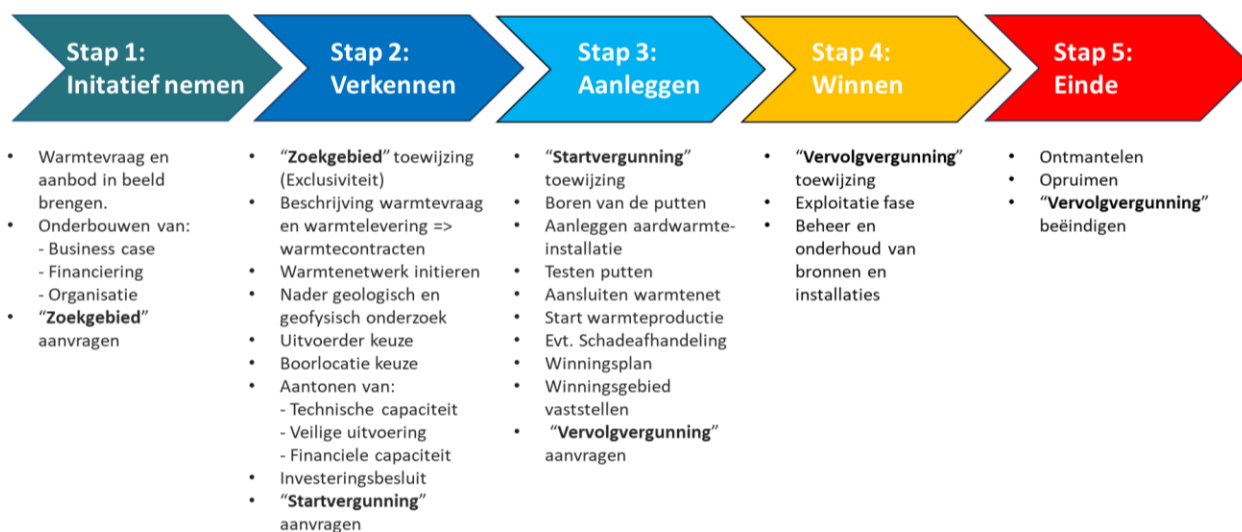 Stap 1:
Initatief nemen
Stap 2:
Verkennen
Stap 3:
Aanleggen
Stap 4:
Winnen
Stap 5:
Einde
• Warmtevraag en
aanbod in beeld
brengen.
• Onderbouwen van:
- Business case
- Financiering
- Organisatie
• “Zoekgebied”
aanvragen
• “Zoekgebied” toewijzing
(Exclusiviteit)
• Beschrijving warmtevraag
en warmtelevering =>
warmtecontracten
• Warmtenetwerk initieren
• Nader geologisch en
geofysisch onderzoek
• Uitvoerder keuze
• Boorlocatie keuze
• Aantonen van:
- Technische capaciteit
- Veilige uitvoering
- Financiele capaciteit
• Investeringsbesluit
• “Startvergunning”
aanvragen
• “Startvergunning”
toewijzing
• Boren van de putten
• Aanleggen aardwarmte-
installatie
• Testen putten
• Aansluiten warmtenet
• Start warmteproductie
• Evt. Schadeafhandeling
• Winningsplan
• Winningsgebied
vaststellen
• “Vervolgvergunning”
aanvragen
• “Vervolgvergunning”
toewijzing
• Exploitatie fase
• Beheer en
onderhoud van
bronnen en
installaties
• Ontmantelen
• Opruimen
• “Vervolgvergunning”
beëindigen